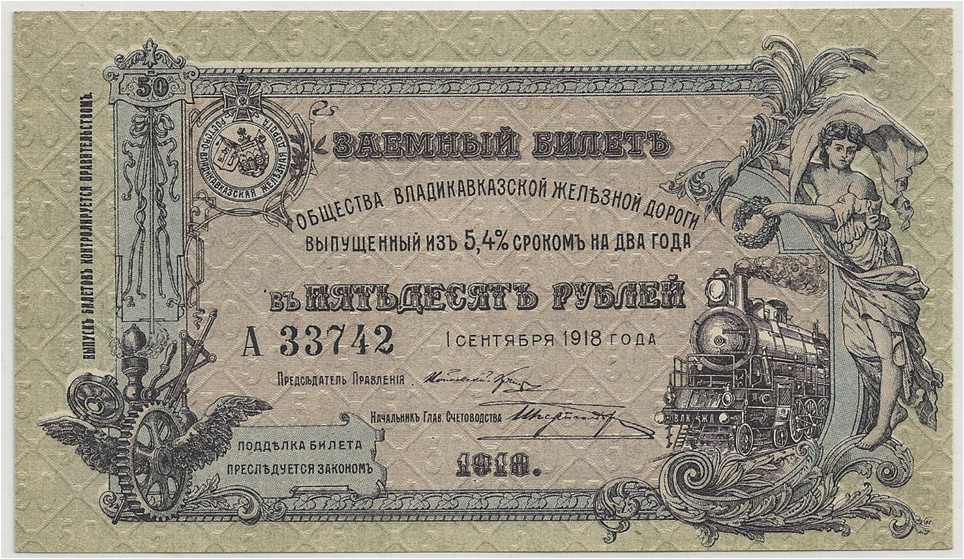 50
ВЫПУСКЪ БИЛЕТОВЪ КОНТРОЛИРУЕТСЯ ПРАВИТЕЛЬСТВОМЪ
ЗАЕМНЫЙ БИЛЕТЪ
ОБЩЕСТВА ВЛАДИКАВКАЗСКОЙ ЖЕЛѢЗНОЙ ДОРОГИ
ВЫПУЩЕННЫЙ ИЗЪ 5,4% СРОКОМЪ НА ДВА ГОДА
ВЪ ПЯТЬДЕСЯТЪ РУБЛЕЙ
А 33742
1 СЕНТЯБРЯ 1918 ГОДА
ПРЕДСѢДАТЕЛЬ ПРАВЛЕНІЯ
НАЧАЛЬНИКЪ ГЛАВ. СЧЕТОВОДСТВА
ПОДДѢЛКА БИЛЕТА
ПРЕСЛѢДУЕТСЯ ЗАКОНОМЪ
1918.